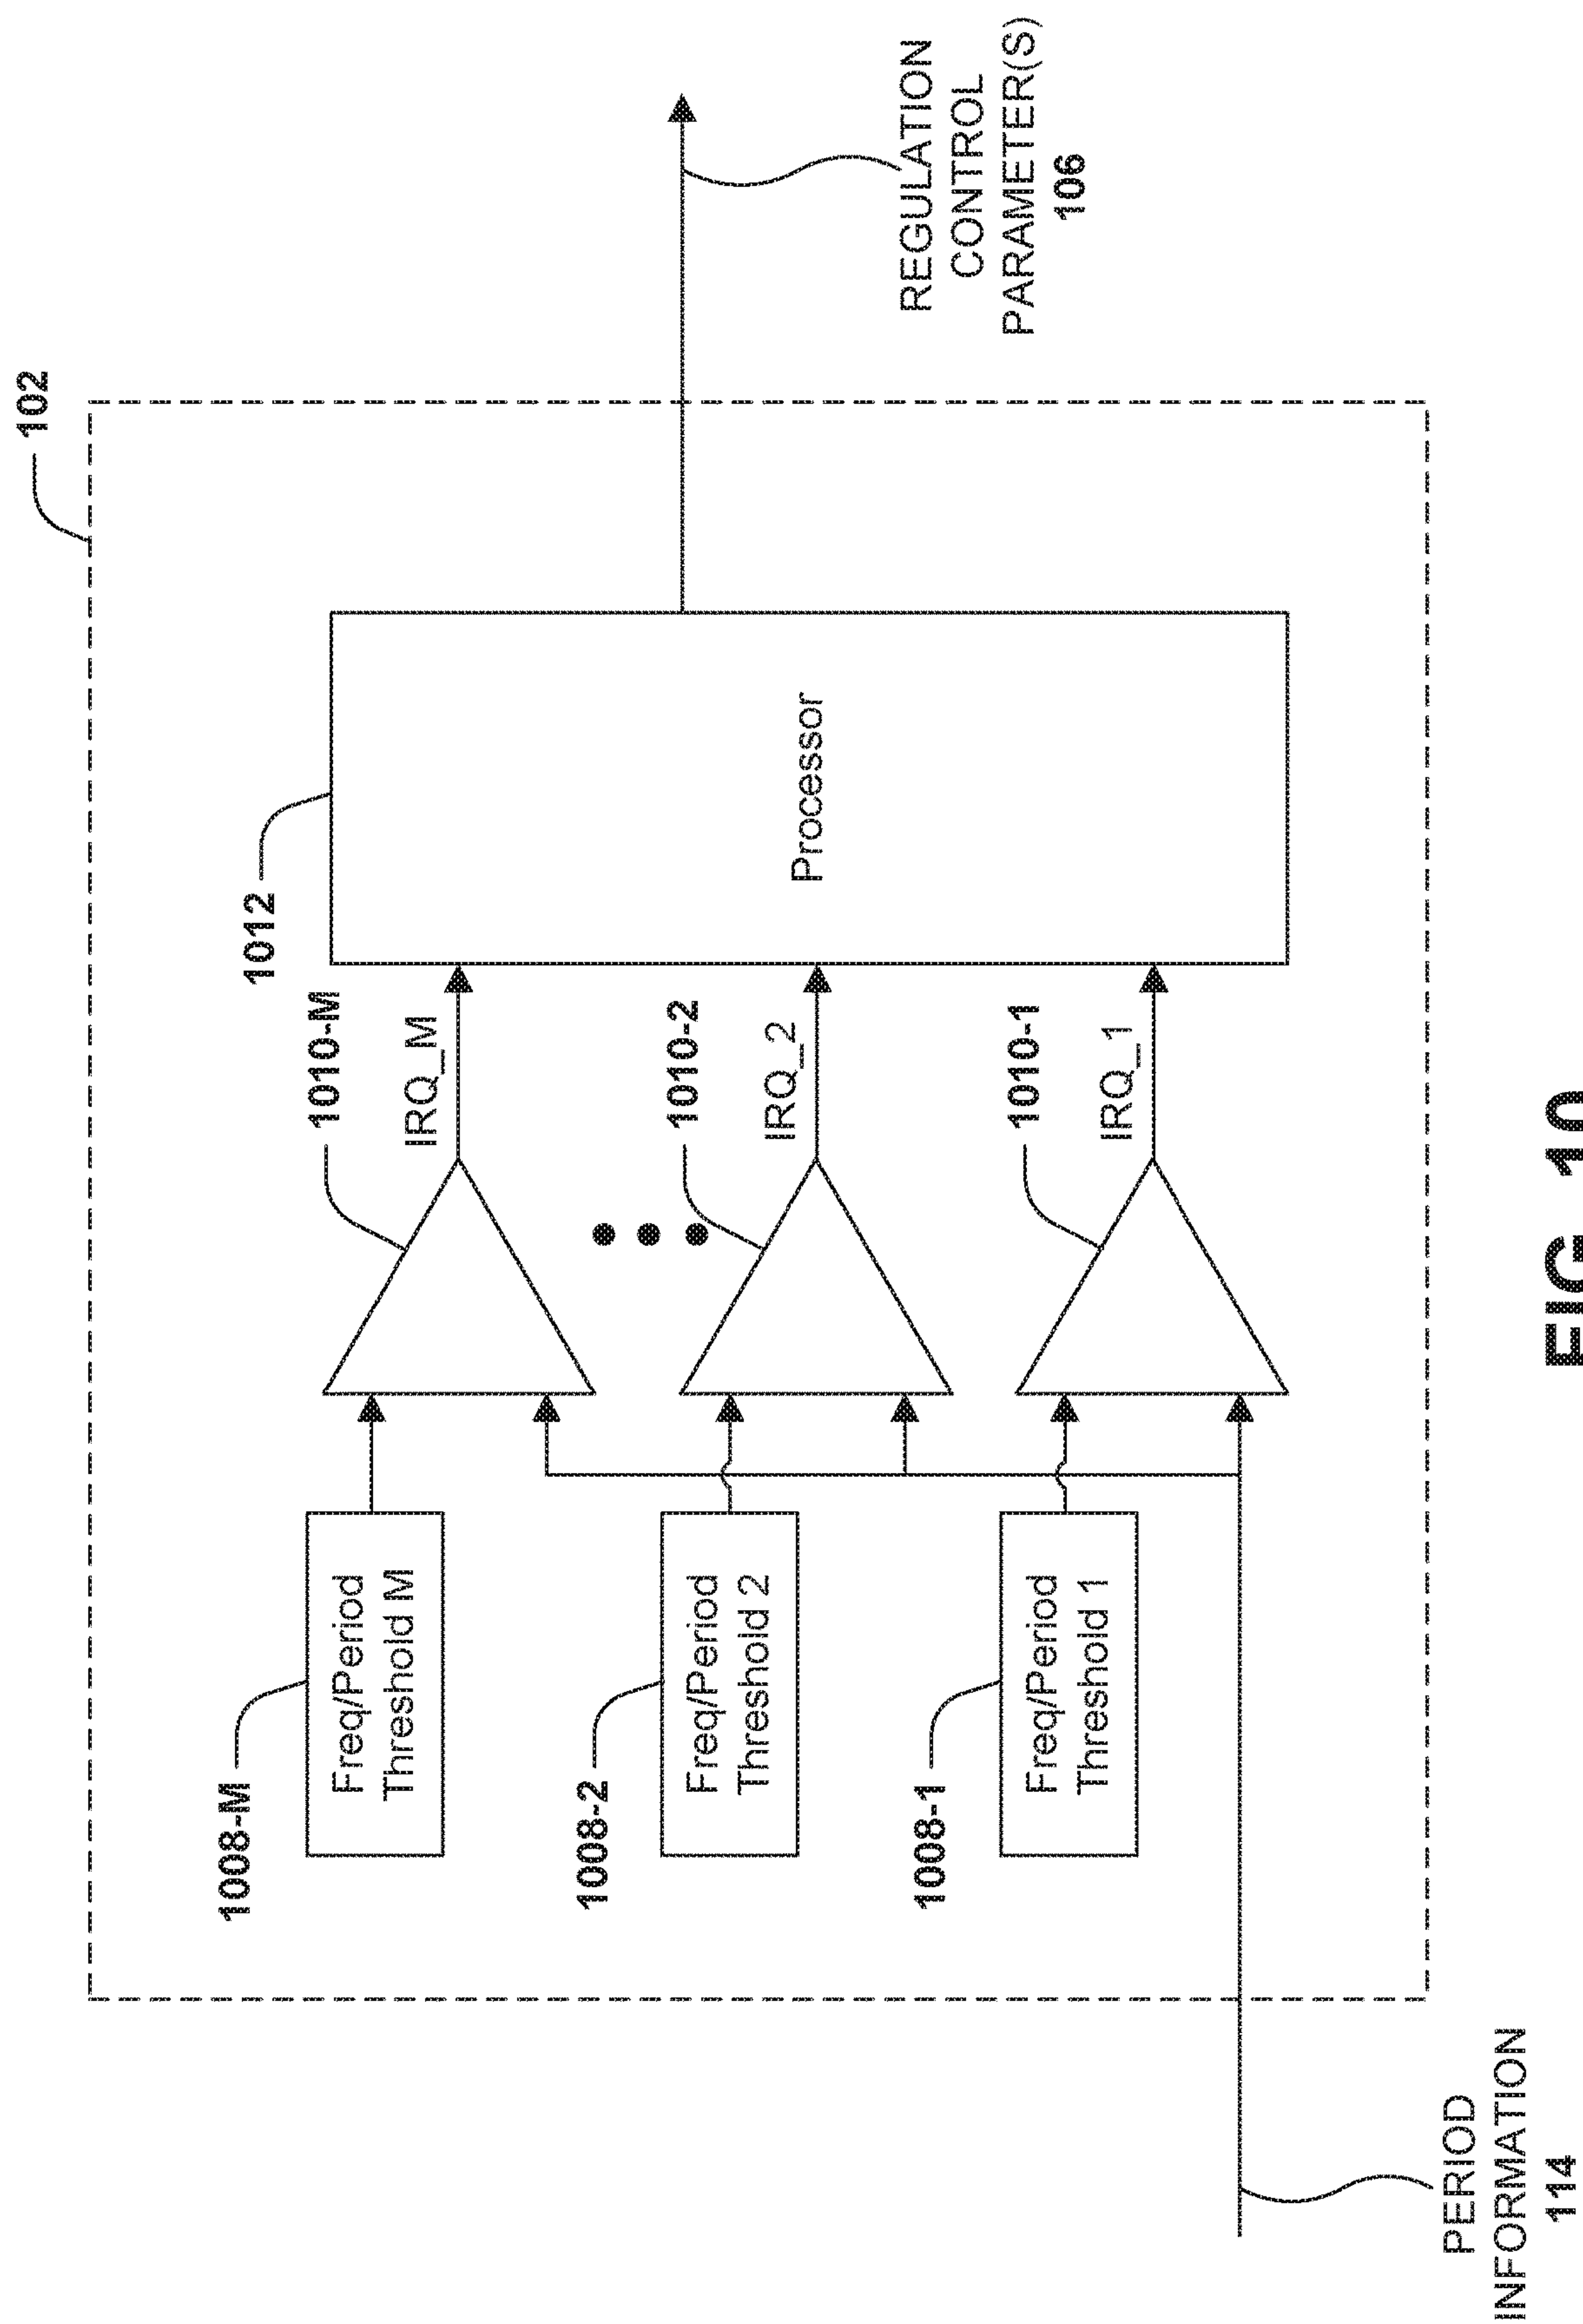 102
1012
1008-M
Freq/Period
Threshold M
1010-M
IRQ_M
1008-2
Freq/Period
Threshold 2
1010-2
IRQ_2
Processor
REGULATION
CONTROL
PARAMETER(S)
106
1008-1
Freq/Period
Threshold 1
1010-1
IRQ_1
PERIOD
INFORMATION
114
FIG. 10